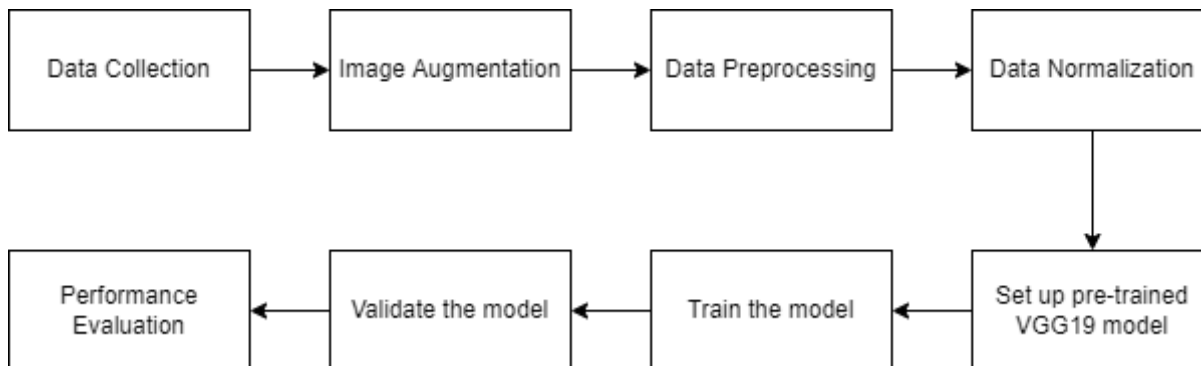 Data Collection
Image Augmentation
Data Preprocessing
Data Normalization
Set up pre-trained
VGG19 model
Train the model
Validate the model
Performance
Evaluation